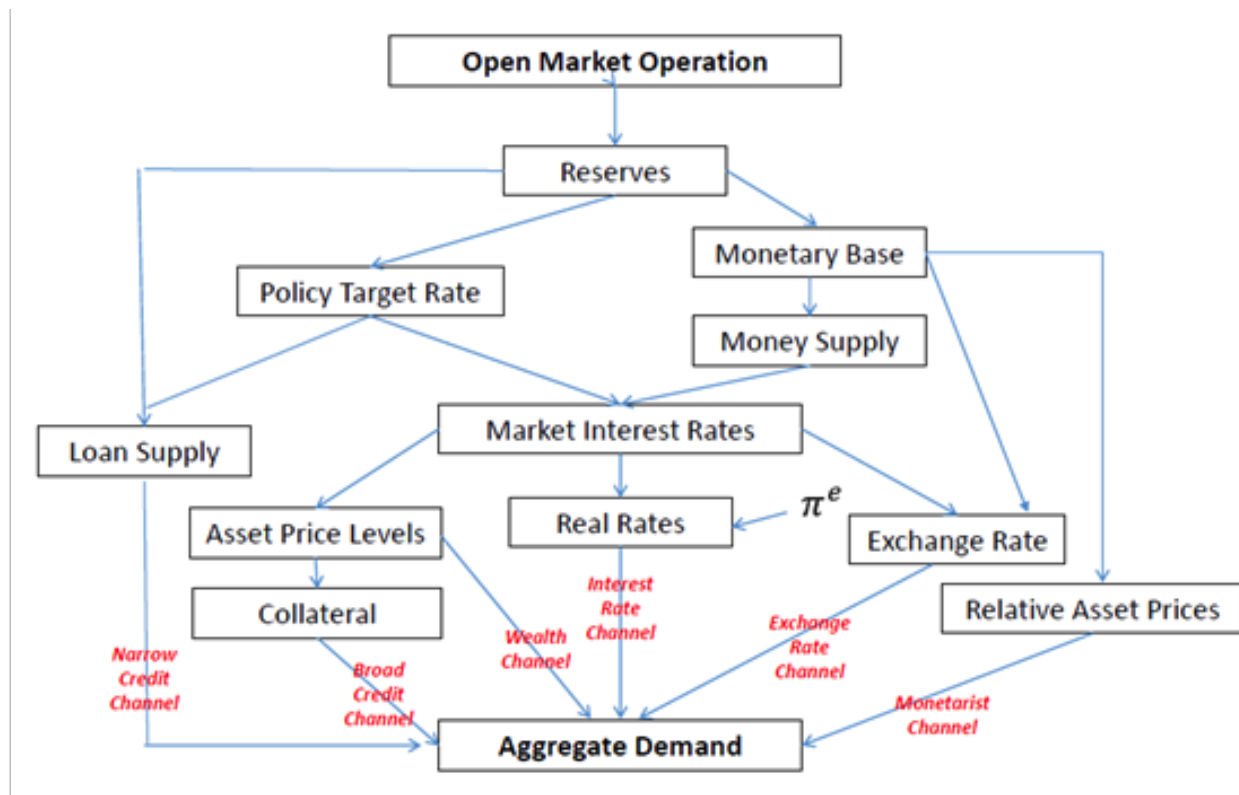 Open Market Operation
Reserves
Monetary Base
Policy Target Rate
Money Supply
Market Interest Rates
Loan Supply
Asset Price Levels
Real Rates
π^e
Exchange Rate
Collateral
Relative Asset Prices
Narrow
Credit
Channel
Broad
Credit
Channel
Wealth
Channel
Interest
Rate
Channel
Exchange
Rate
Channel
Monetarist
Channel
Aggregate Demand